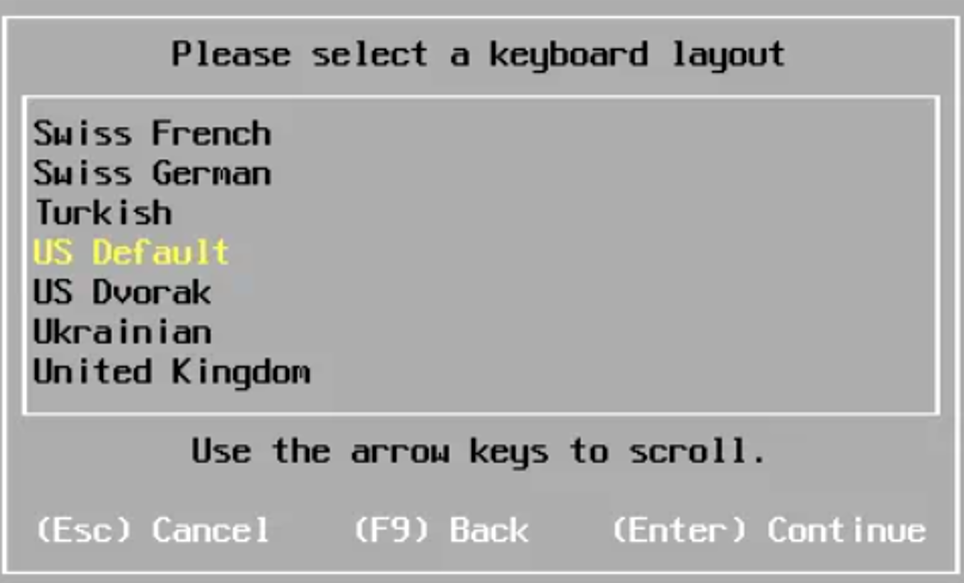 Please select a keyboard layout
Swiss French
Swiss German
Turkish
US Default
US Dvorak
Ukrainian
United Kingdom
Use the arrow keys to scroll.
(Esc) Cancel (F9) Back (Enter) Continue